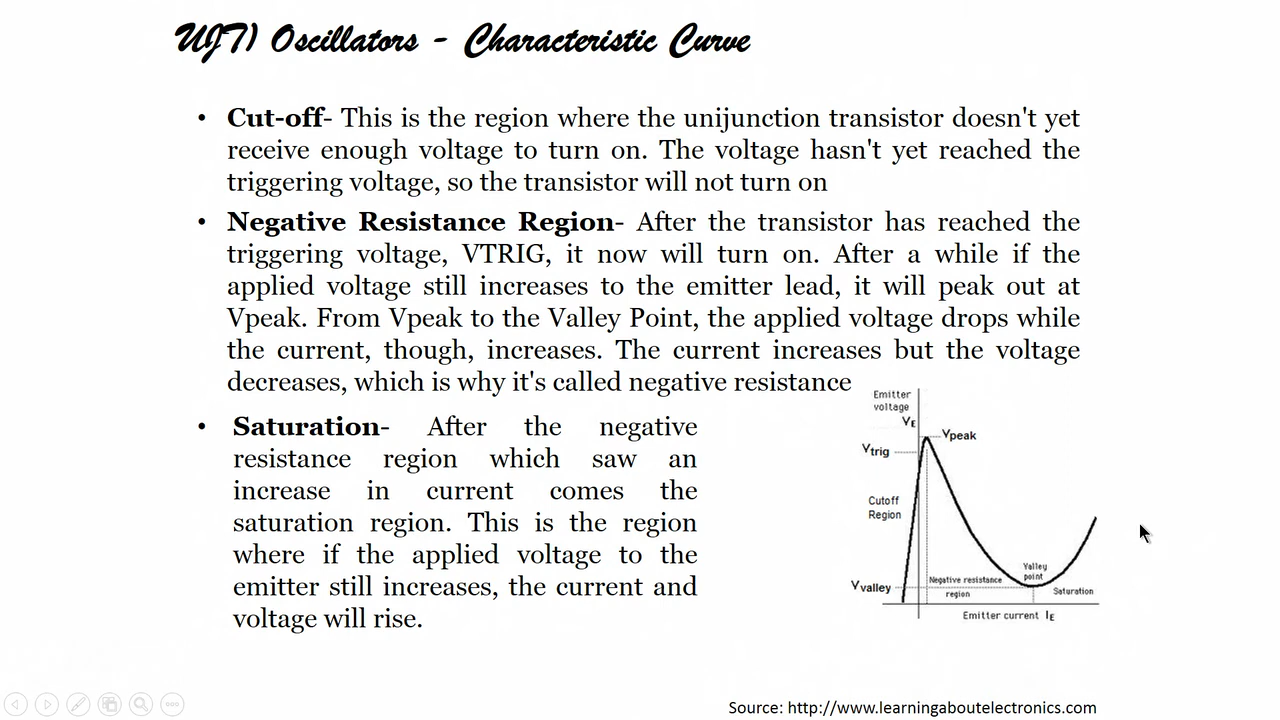 UJT) Oscillators - Characteristic Curve
• Cut-off- This is the region where the unijunction transistor doesn't yet
receive enough voltage to turn on. The voltage hasn't yet reached the
triggering voltage, so the transistor will not turn on
• Negative Resistance Region- After the transistor has reached the
triggering voltage, VTRIG, it now will turn on. After a while if the
applied voltage still increases to the emitter lead, it will peak out at
Vpeak. From Vpeak to the Valley Point, the applied voltage drops while
the current, though, increases. The current increases but the voltage
decreases, which is why it's called negative resistance
• Saturation- After the negative
resistance region which saw an
increase in current comes the
saturation region. This is the region
where if the applied voltage to the
emitter still increases, the current and
voltage will rise.
Emitter
voltage
VE
Vpeak
Vtrig
Cutoff
Region
Valley
point
Vvalley
Negative resistance
region
Saturation
Emitter current IE
Source: http://www.learningaboutelectronics.com